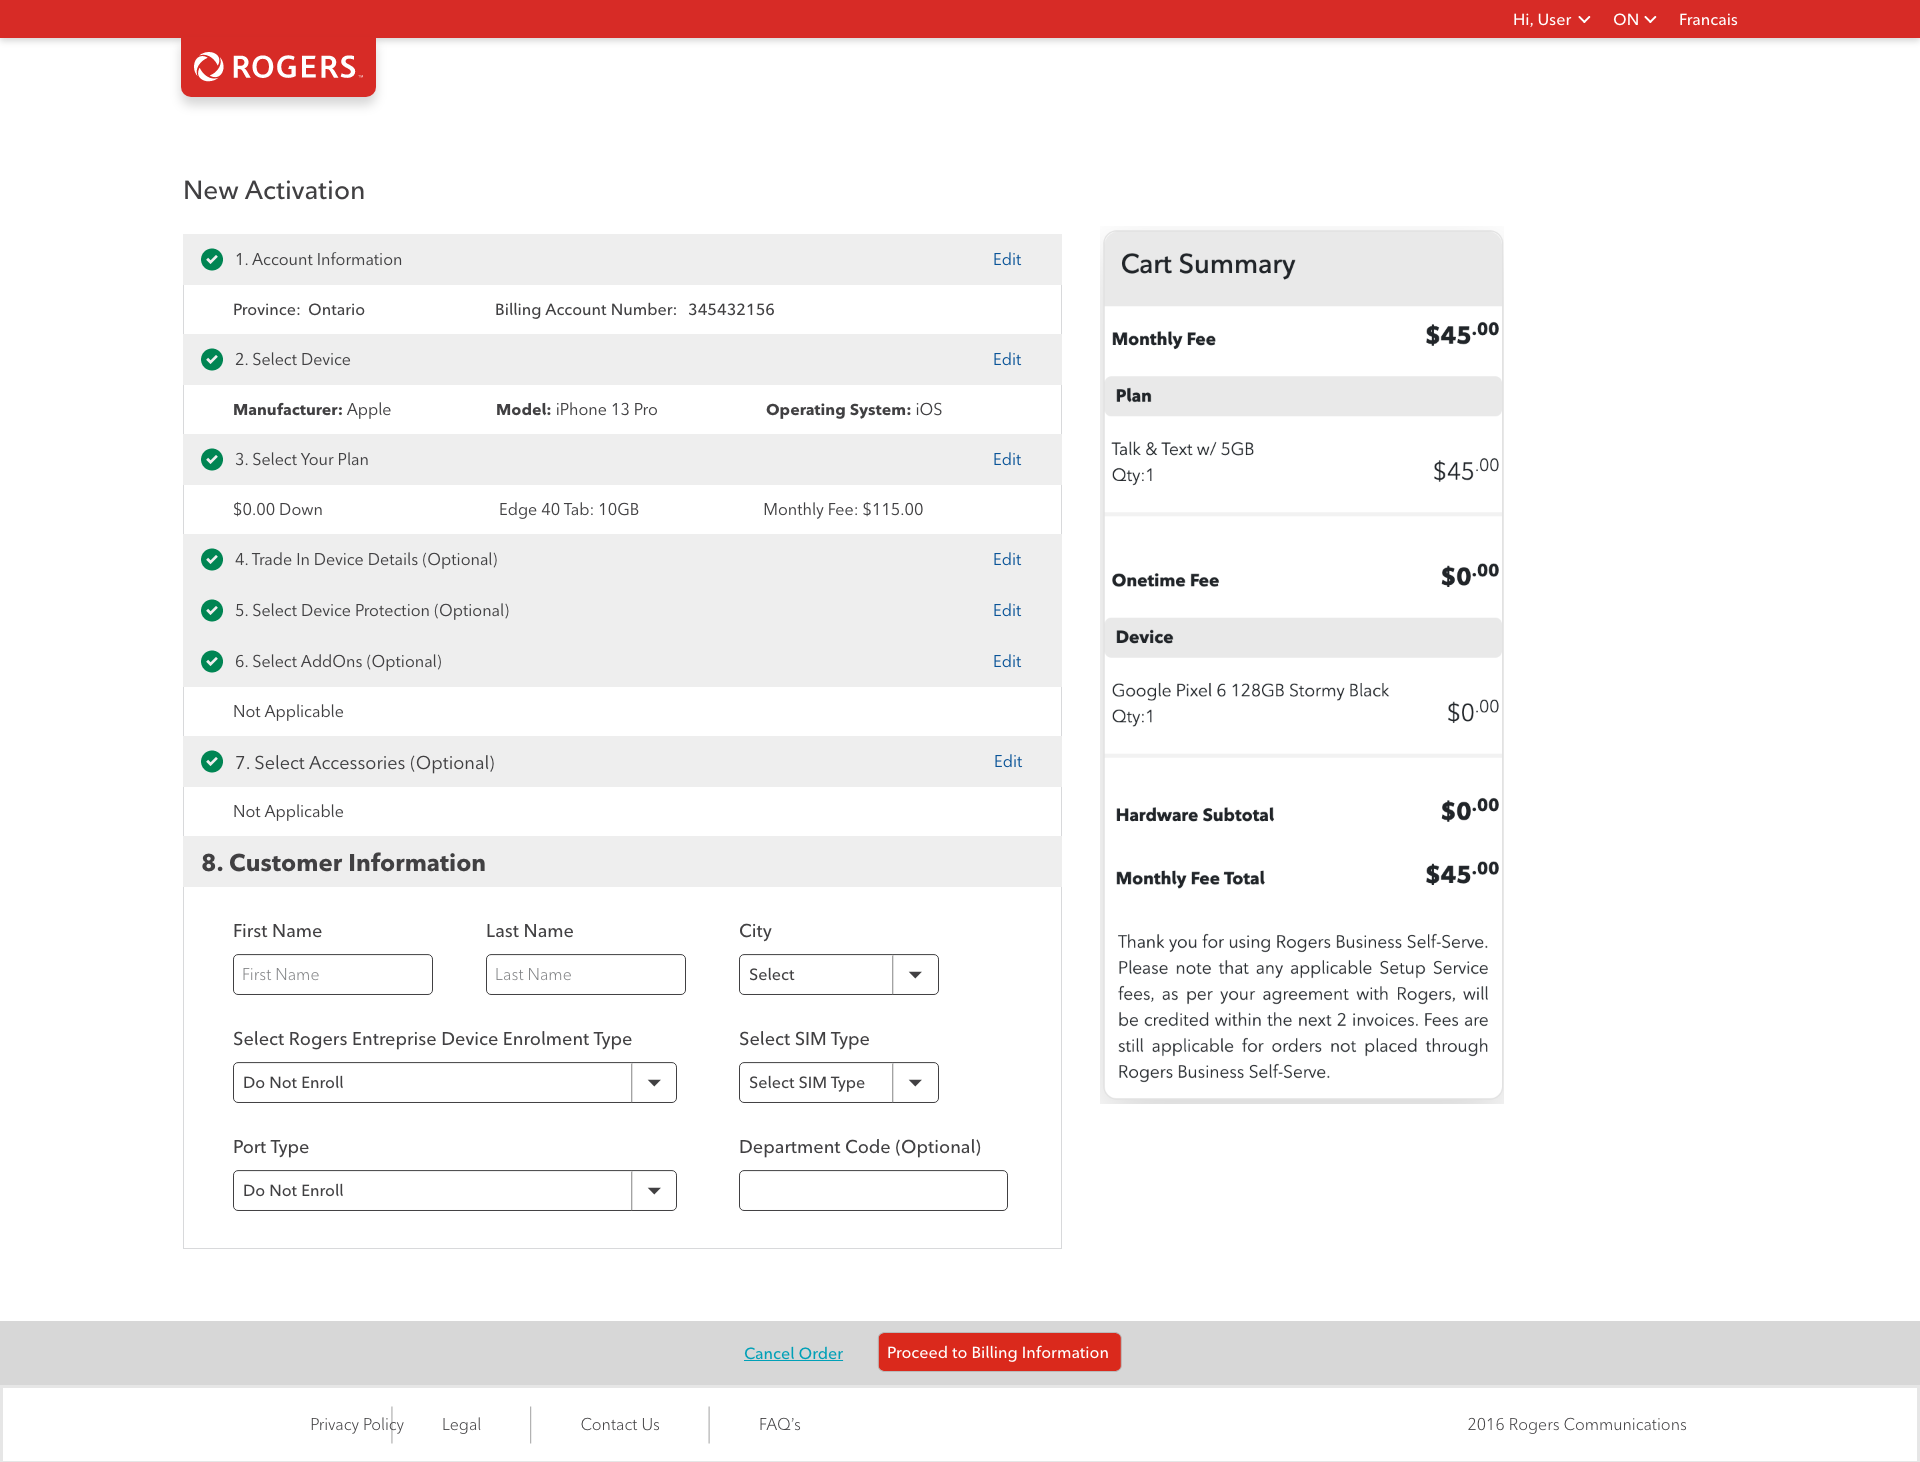 Hi, User ON Francais
ROGERS
New Activation
1. Account Information Edit
Province: Ontario Billing Account Number: 345432156
2. Select Device Edit
Manufacturer: Apple Model: iPhone 13 Pro Operating System: iOS
3. Select Your Plan Edit
$0.00 Down Edge 40 Tab: 10GB Monthly Fee: $115.00
4. Trade In Device Details (Optional) Edit
5. Select Device Protection (Optional) Edit
6. Select AddOns (Optional) Edit
Not Applicable
7. Select Accessories (Optional) Edit
Not Applicable
8. Customer Information
First Name Last Name City
First Name Last Name Select
Select Rogers Entreprise Device Enrolment Type Select SIM Type
Do Not Enroll Select SIM Type
Port Type Department Code (Optional)
Do Not Enroll
Cart Summary
Monthly Fee $45.00
Plan
Talk & Text w/ 5GB
Qty:1 $45.00
Onetime Fee $0.00
Device
Google Pixel 6 128GB Stormy Black
Qty:1 $0.00
Hardware Subtotal $0.00
Monthly Fee Total $45.00
Thank you for using Rogers Business Self-Serve.
Please note that any applicable Setup Service
fees, as per your agreement with Rogers, will
be credited within the next 2 invoices. Fees are
still applicable for orders not placed through
Rogers Business Self-Serve.
Cancel Order Proceed to Billing Information
Privacy Policy Legal Contact Us FAQ's 2016 Rogers Communications